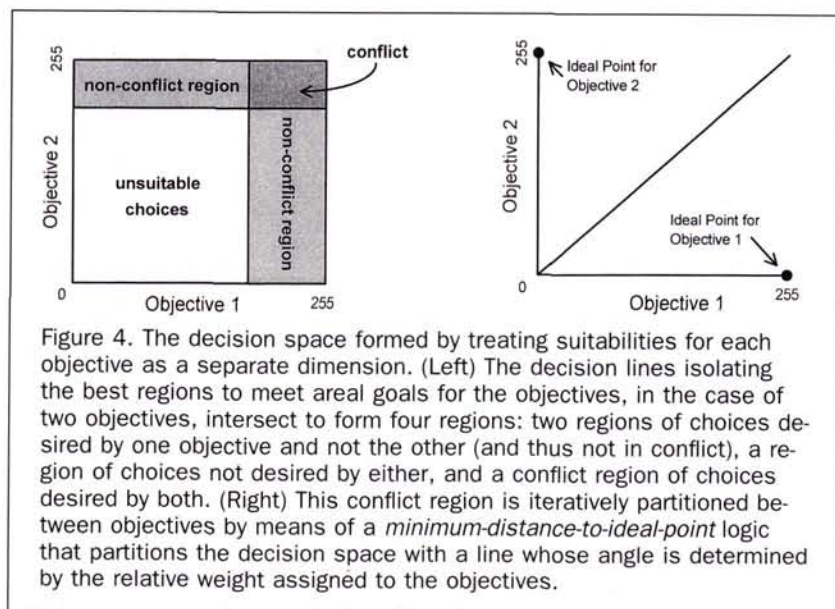 conflict
255
non-conflict region
Objective 2
unsuitable
choices
non-conflict region
0
Objective 1
255
255
Ideal Point for
Objective 2
Objective 2
Ideal Point for
Objective 1
0
Objective 1
255
Figure 4. The decision space formed by treating suitabilities for each
objective as a separate dimension. (Left) The decision lines isolating
the best regions to meet areal goals for the objectives, in the case of
two objectives, intersect to form four regions: two regions of choices de-
sired by one objective and not the other (and thus not in conflict), a re-
gion of choices not desired by either, and a conflict region of choices
desired by both. (Right) This conflict region is iteratively partitioned be-
tween objectives by means of a minimum-distance-to-ideal-point logic
that partitions the decision space with a line whose angle is determined
by the relative weight assigned to the objectives.